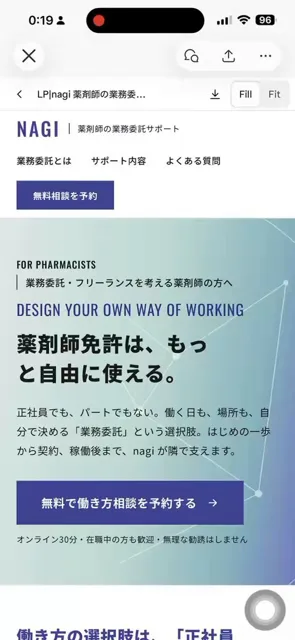 0:19
96
LP|nagi 薬剤師の業務委...
Fill
Fit
NAGI
薬剤師の業務委託サポート
業務委託とは
サポート内容
よくある質問
無料相談を予約
FOR PHARMACISTS
業務委託・フリーランスを考える薬剤師の方へ
DESIGN YOUR OWN WAY OF WORKING
薬剤師免許は、もっ
と自由に使える。
正社員でも、パートでもない。働く日も、場所も、自
分で決める「業務委託」という選択肢。はじめの一歩
から契約、稼働後まで、nagi が隣で支えます。
無料で働き方相談を予約する →
オンライン30分・在職中の方も歓迎・無理な勧誘はしません
働き方の選択肢は、「正社員